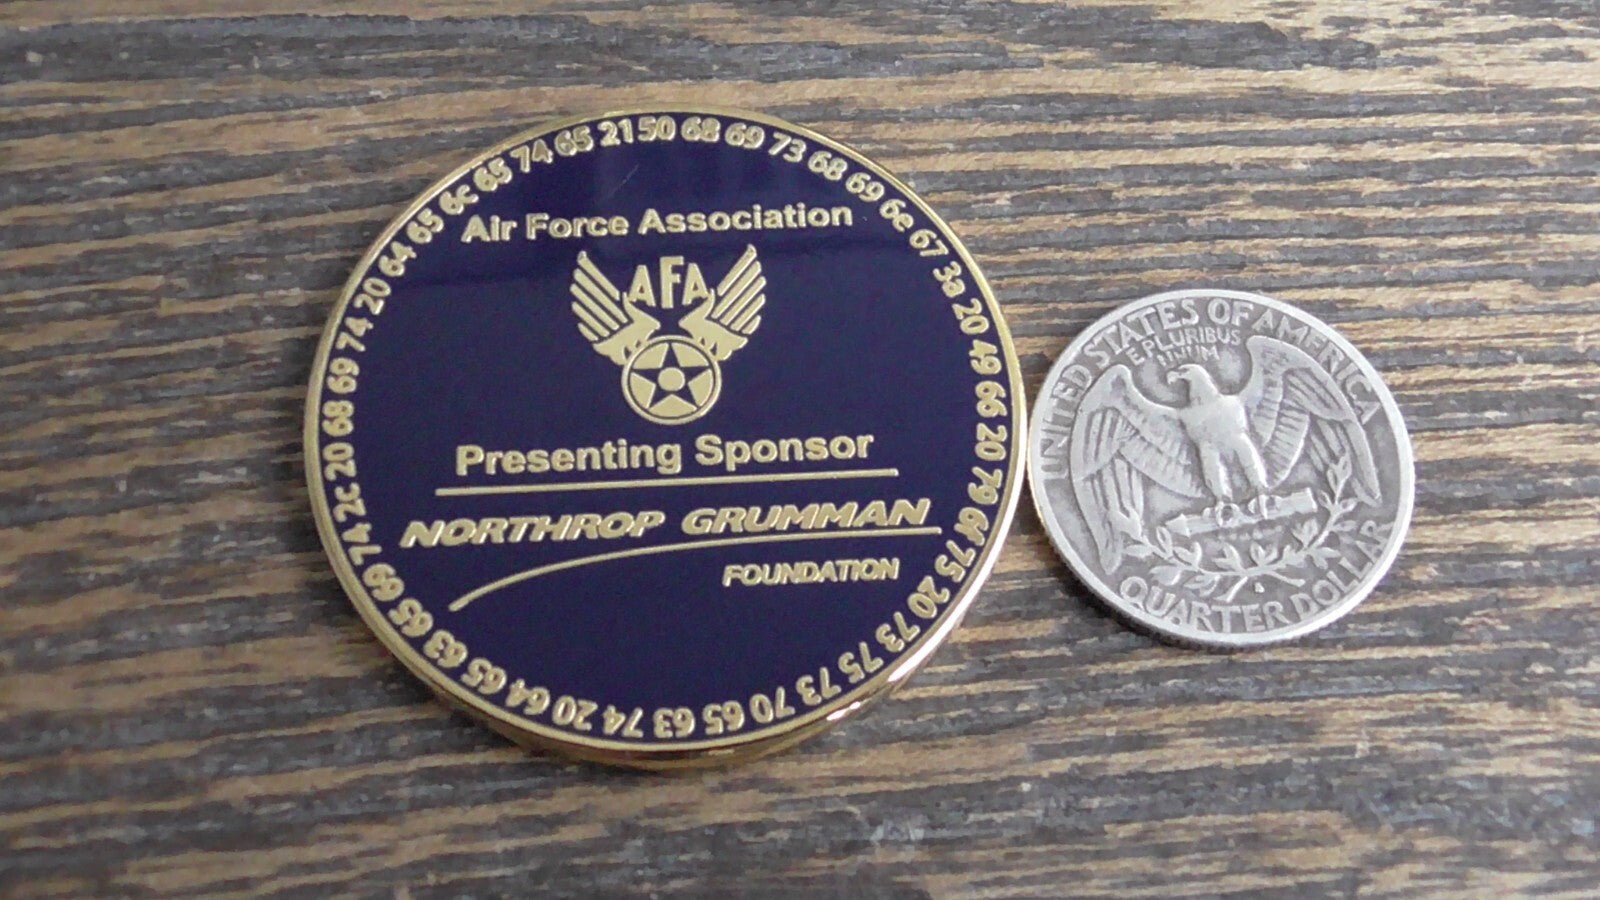 50 68 69 73 68 69 6e 67 3a 20 49 66 20 79 6f 75 20 73 75 73 70 65 63 74 20 64 65 63 65 69 74 2c 20 68 69 74 20 64 65 6c 65 74 65 21
Air Force Association
AFA
Presenting Sponsor
NORTHROP GRUMMAN
FOUNDATION
UNITED STATES OF AMERICA
E PLURIBUS
UNUM
QUARTER DOLLAR